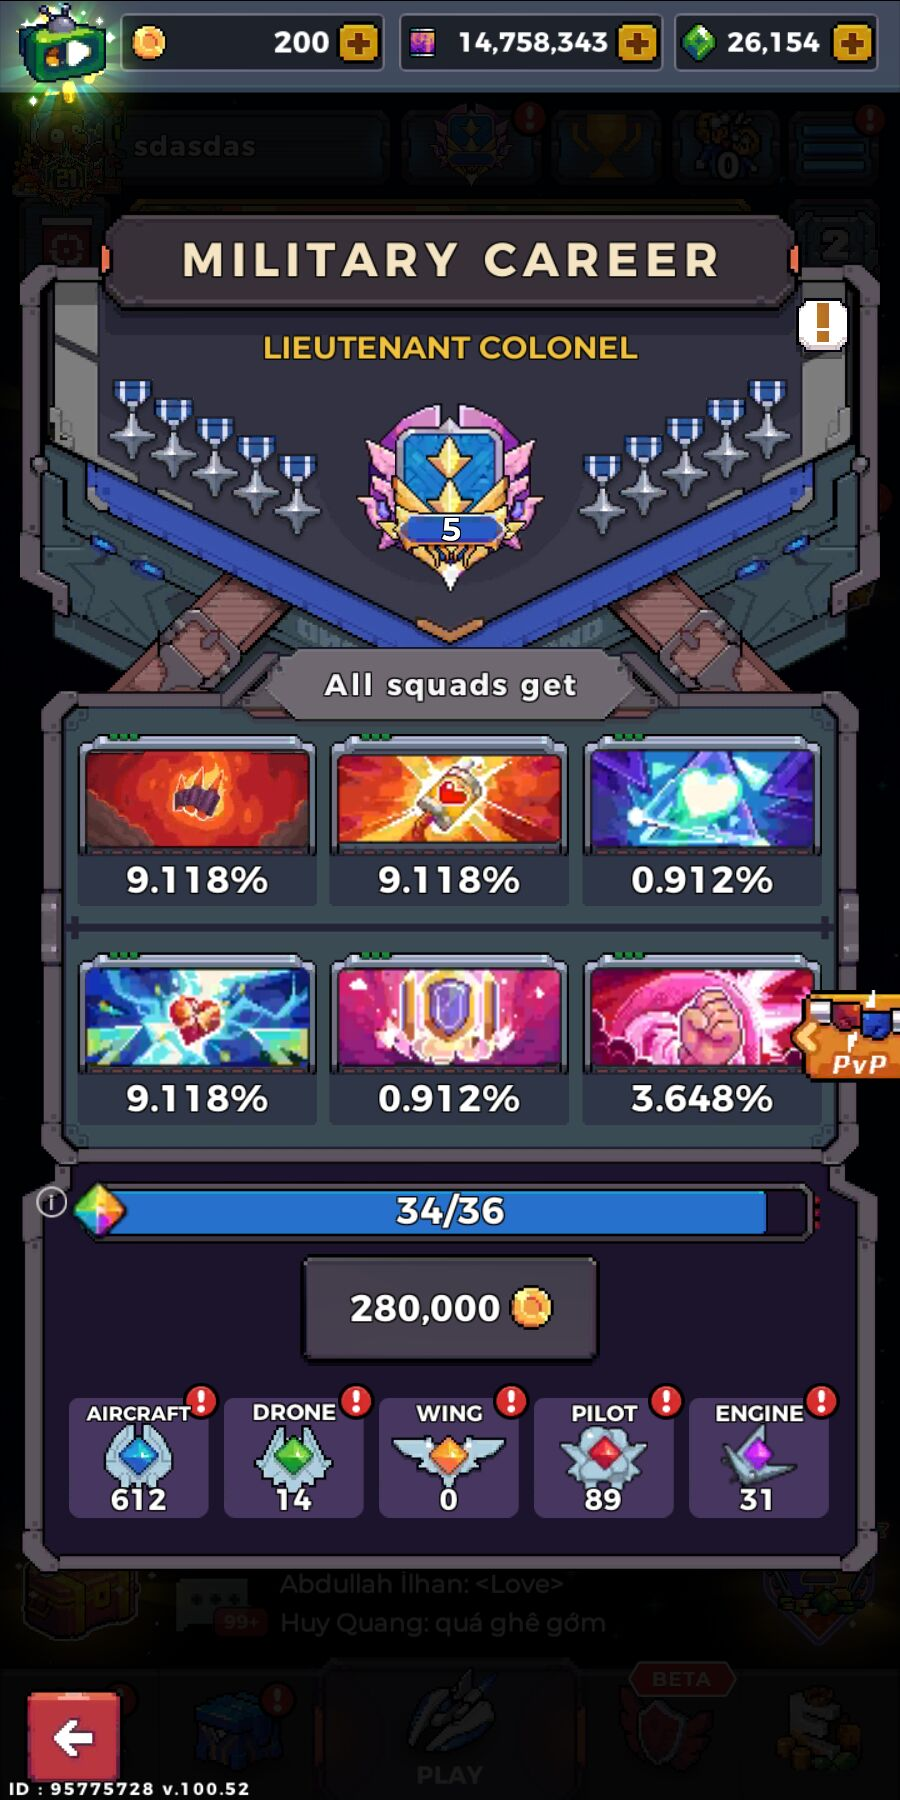 200
14,758,343
26,154
sdasdas
21
0
2
MILITARY CAREER
LIEUTENANT COLONEL
5
All squads get
9.118%
9.118%
0.912%
9.118%
0.912%
3.648%
PvP
34/36
280,000
AIRCRAFT
DRONE
WING
PILOT
ENGINE
612
14
0
89
31
Abdullah İlhan: <Love>
99+
Huy Quang: quá ghê gớm
BETA
PLAY
ID : 95775728 v.100.52